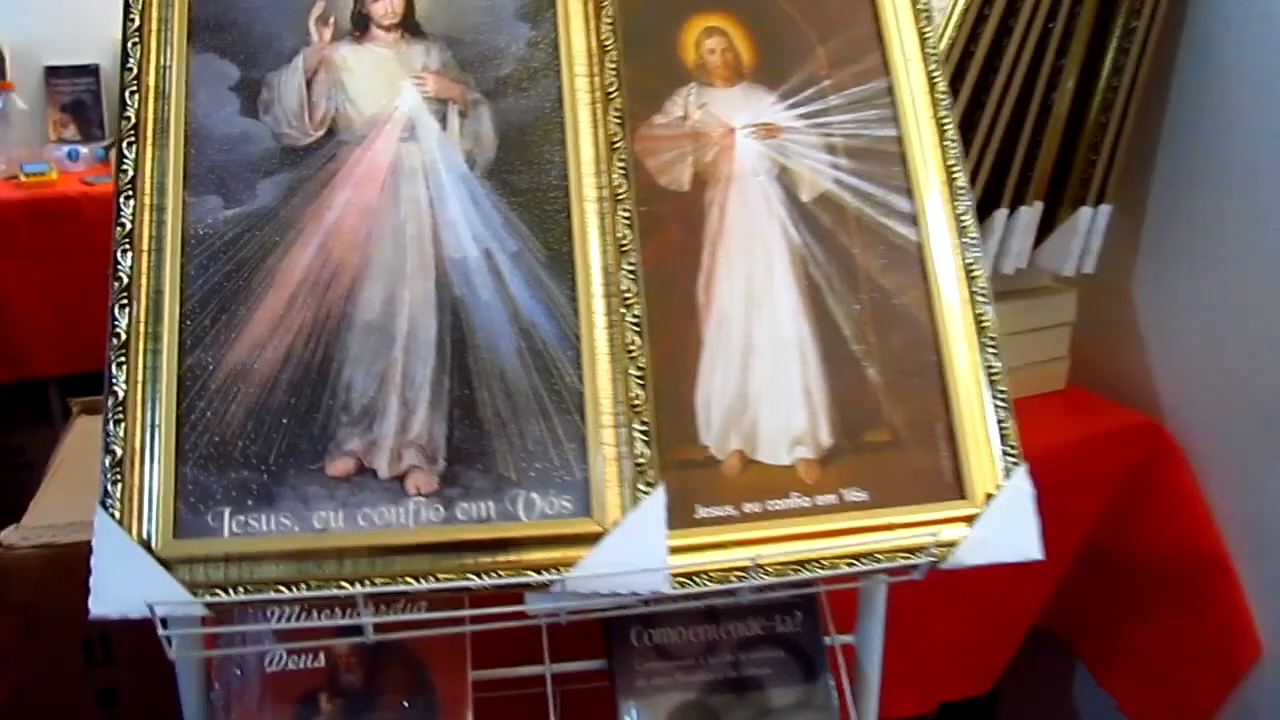 Jesus, eu confio em Vós
Jesus, eu confio em Vós
Misericórdia
Deus
Como entendê-la?